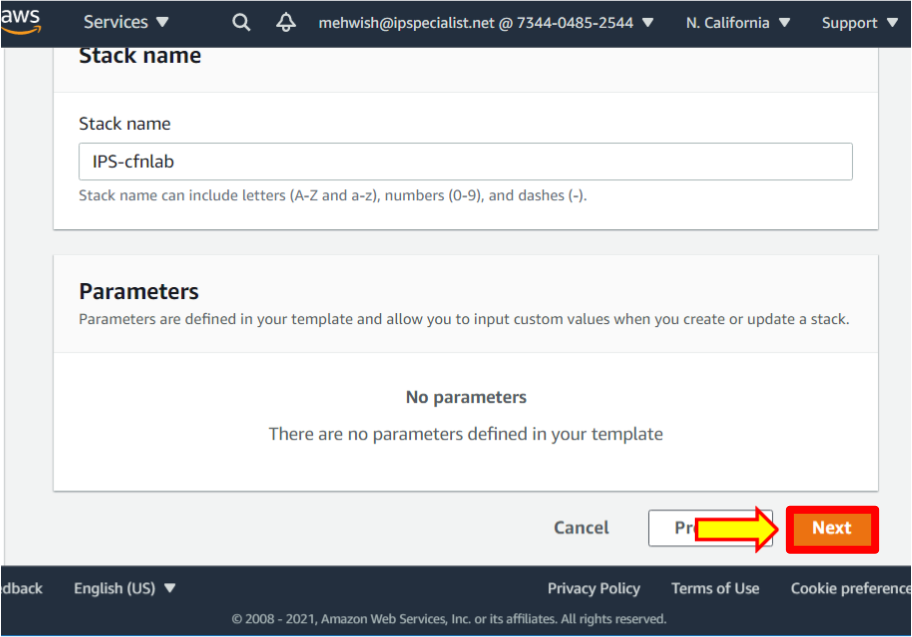 aws Services mehwish@ipspecialist.net @ 7344-0485-2544 N. California Support
Stack name
Stack name
IPS-cfnlab
Stack name can include letters (A-Z and a-z), numbers (0-9), and dashes (-).
Parameters
Parameters are defined in your template and allow you to input custom values when you create or update a stack.
No parameters
There are no parameters defined in your template
Cancel Pr Next
edback English (US) Privacy Policy Terms of Use Cookie preference
© 2008 - 2021, Amazon Web Services, Inc. or its affiliates. All rights reserved.